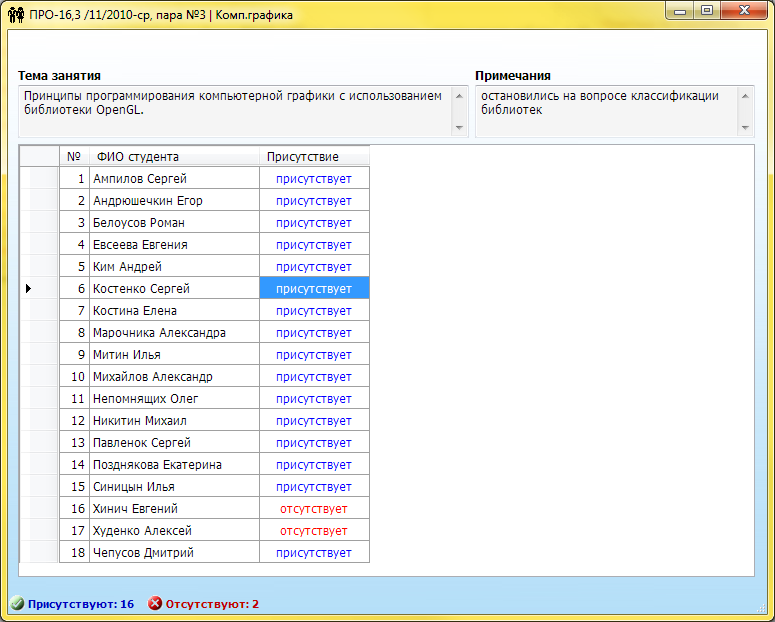 ПРО-16,3 /11/2010-ср, пара №3 | Комп.графика
Тема занятия
Принципы программирования компьютерной графики с использованием
библиотеки OpenGL.
Примечания
остановились на вопросе классификации
библиотек
№ ФИО студента Присутствие
1 Ампилов Сергей присутствует
2 Андрюшечкин Егор присутствует
3 Белоусов Роман присутствует
4 Евсеева Евгения присутствует
5 Ким Андрей присутствует
6 Костенко Сергей присутствует
7 Костина Елена присутствует
8 Марочника Александра присутствует
9 Митин Илья присутствует
10 Михайлов Александр присутствует
11 Непомнящих Олег присутствует
12 Никитин Михаил присутствует
13 Павленок Сергей присутствует
14 Позднякова Екатерина присутствует
15 Синицын Илья присутствует
16 Хинич Евгений отсутствует
17 Худенко Алексей отсутствует
18 Чепусов Дмитрий присутствует
Присутствуют: 16 Отсутствуют: 2